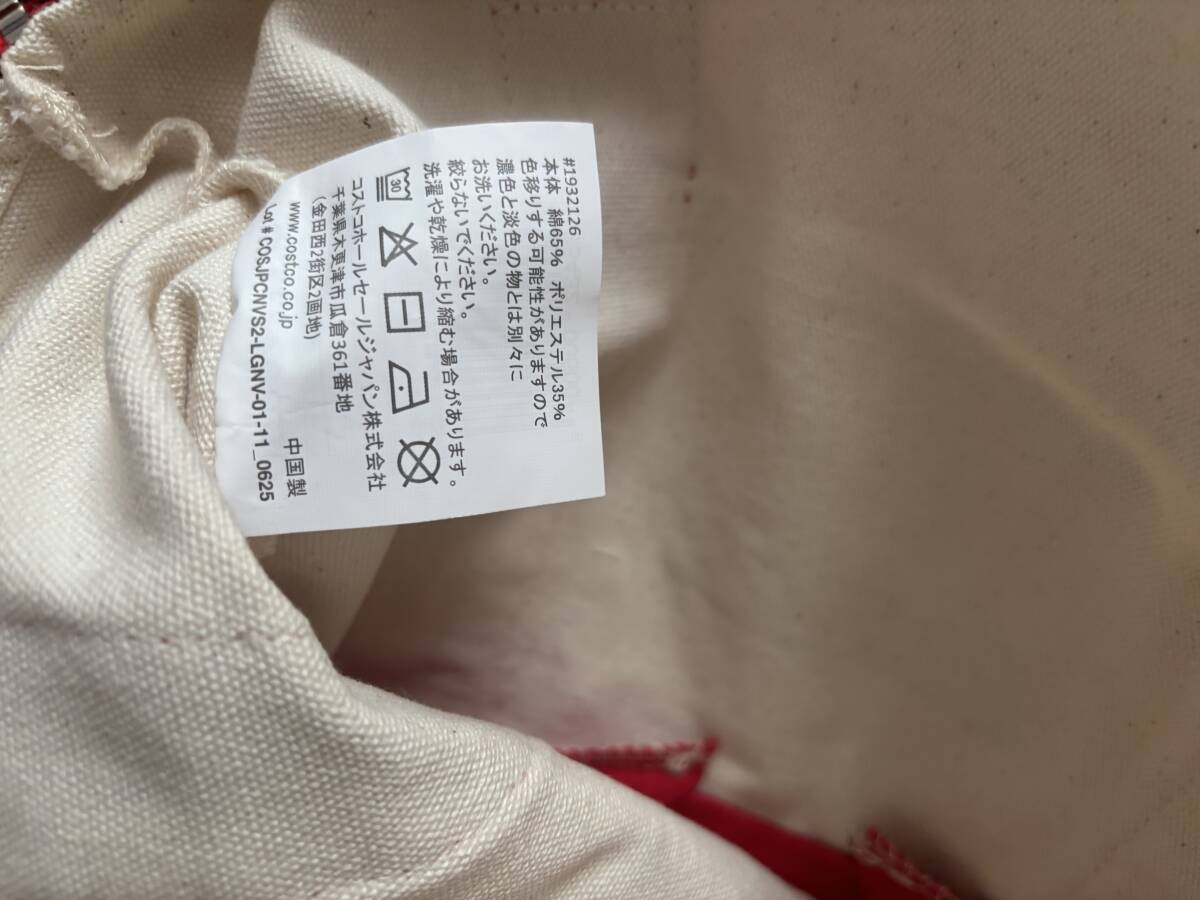 #1932126
本体 綿65% ポリエステル35%
色移りする可能性がありますので
濃色と淡色の物とは別々に
お洗いください。
絞らないでください。
洗濯や乾燥により縮む場合があります。
30
コストコホールセールジャパン株式会社
千葉県木更津市瓜倉361番地
(金田西2街区2画地)
www.costco.co.jp
中国製
Lot # COSJPCNVS2-LGNV-01-11_0625